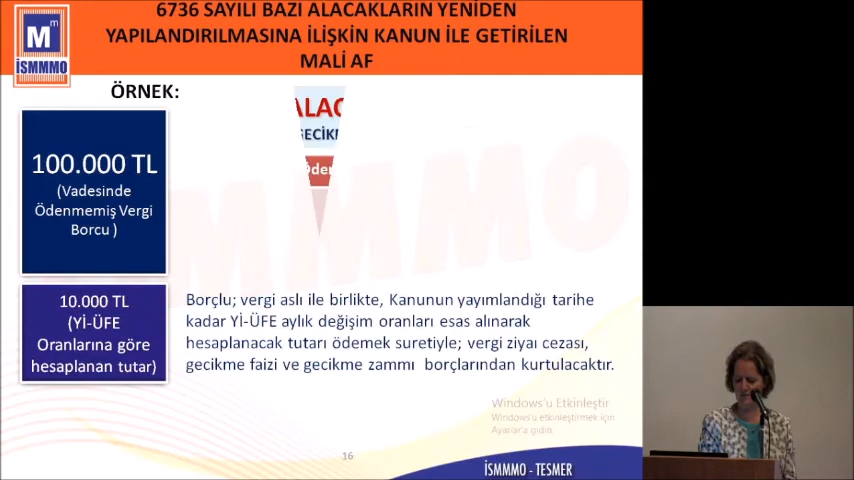 6736 SAYILI BAZI ALACAKLARIN YENİDEN
YAPILANDIRILMASINA İLİŞKİN KANUN İLE GETİRİLEN
MALİ AF
Mm
İSMMMO
ÖRNEK:
100.000 TL
(Vadesinde
Ödenmemiş Vergi
Borcu )
10.000 TL
(Yİ-ÜFE
Oranlarına göre
hesaplanan tutar)
Borçlu; vergi aslı ile birlikte, Kanunun yayımlandığı tarihe
kadar Yİ-ÜFE aylık değişim oranları esas alınarak
hesaplanacak tutarı ödemek suretiyle; vergi ziyaı cezası,
gecikme faizi ve gecikme zammı borçlarından kurtulacaktır.
Windows'u Etkinleştir
Windows'u etkinleştirmek için
Ayarlar'a gidin.
16
İSMMMO - TESMER